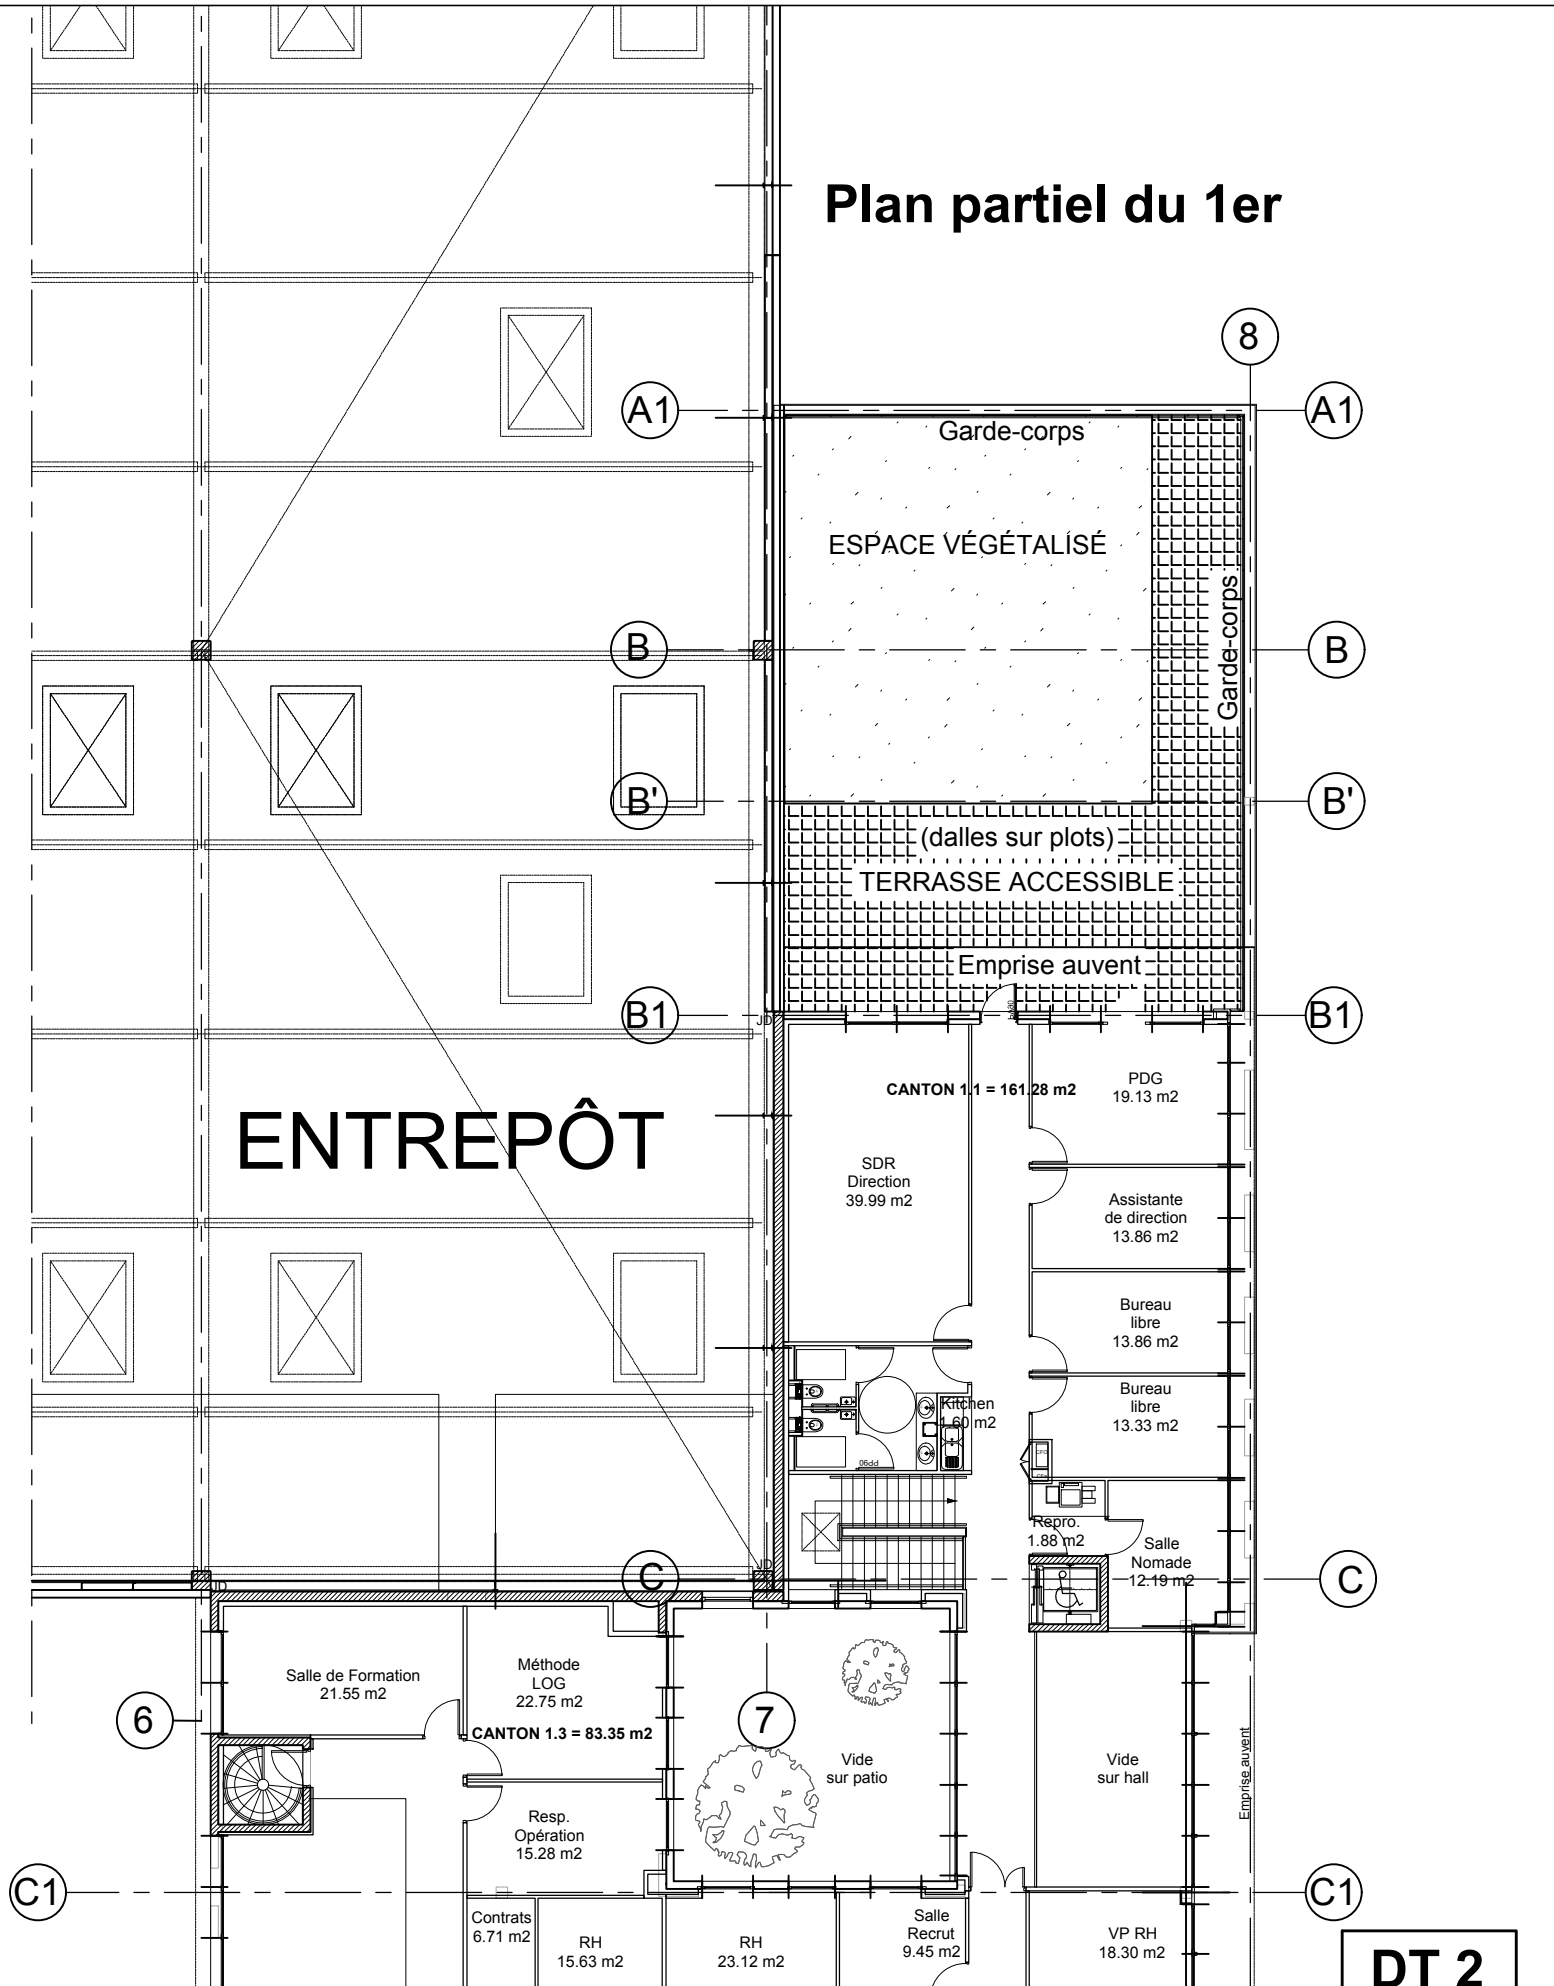 Plan partiel du 1er
8
A1
A1
Garde-corps
ESPACE VÉGÉTALISÉ
Garde-corps
B
B
B'
B'
(dalles sur plots)
TERRASSE ACCESSIBLE
Emprise auvent
B1
B1
JD
PDG
19.13 m2
CANTON 1.1 = 161.28 m2
ENTREPÔT
SDR
Direction
39.99 m2
Assistante
de direction
13.86 m2
Bureau
libre
13.86 m2
Bureau
libre
13.33 m2
Kitchen
1.60 m2
PP90
Repro.
1.88 m2
Salle
Nomade
12.19 m2
JD
C
C
JD
Salle de Formation
21.55 m2
Méthode
LOG
22.75 m2
CANTON 1.3 = 83.35 m2
6
7
Vide
sur patio
Vide
sur hall
Emprise auvent
Resp.
Opération
15.28 m2
C1
C1
Contrats
6.71 m2
RH
15.63 m2
RH
23.12 m2
Salle
Recrut
9.45 m2
VP RH
18.30 m2
DT 2